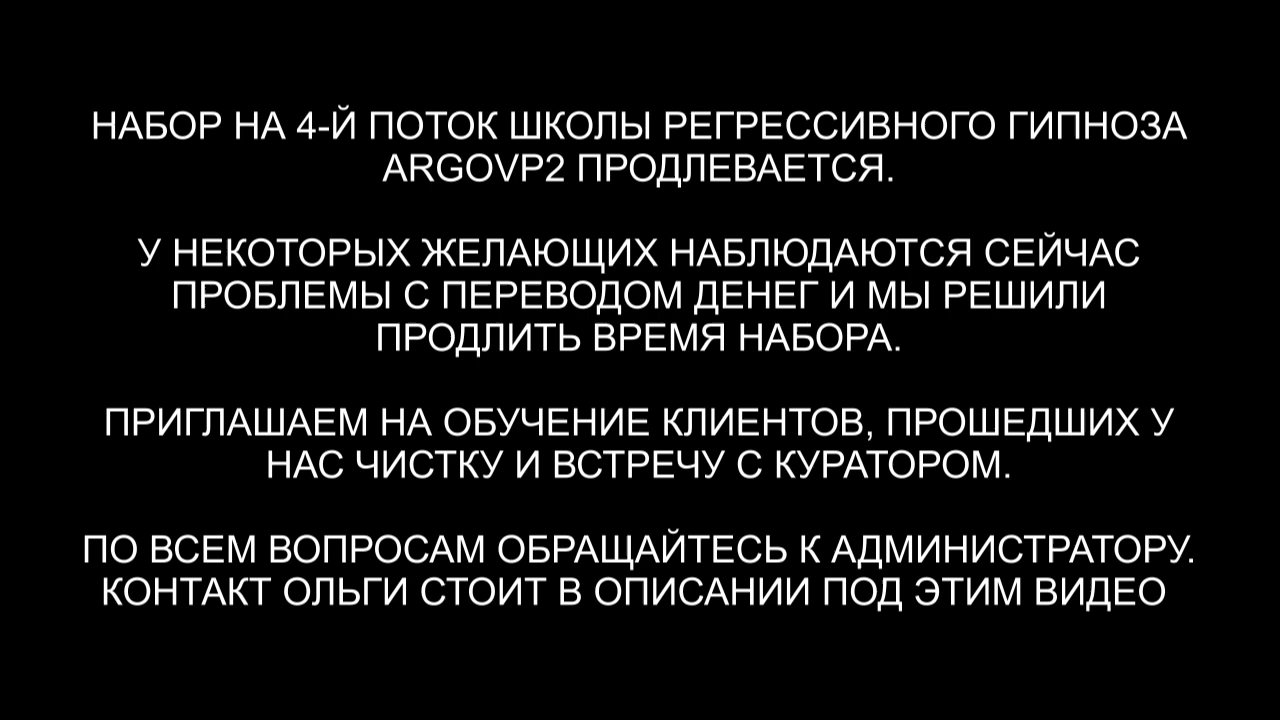 НАБОР НА 4-Й ПОТОК ШКОЛЫ РЕГРЕССИВНОГО ГИПНОЗА
ARGOVP2 ПРОДЛЕВАЕТСЯ.
У НЕКОТОРЫХ ЖЕЛАЮЩИХ НАБЛЮДАЮТСЯ СЕЙЧАС
ПРОБЛЕМЫ С ПЕРЕВОДОМ ДЕНЕГ И МЫ РЕШИЛИ
ПРОДЛИТЬ ВРЕМЯ НАБОРА.
ПРИГЛАШАЕМ НА ОБУЧЕНИЕ КЛИЕНТОВ, ПРОШЕДШИХ У
НАС ЧИСТКУ И ВСТРЕЧУ С КУРАТОРОМ.
ПО ВСЕМ ВОПРОСАМ ОБРАЩАЙТЕСЬ К АДМИНИСТРАТОРУ.
КОНТАКТ ОЛЬГИ СТОИТ В ОПИСАНИИ ПОД ЭТИМ ВИДЕО